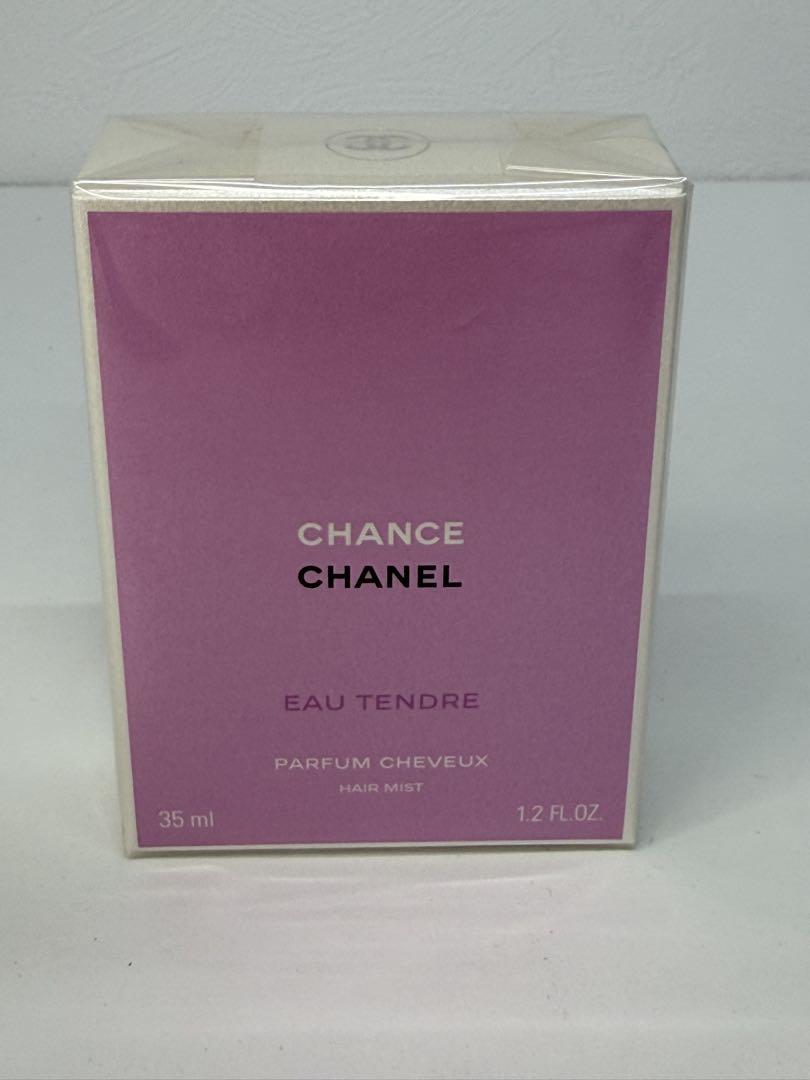 CHANCE
CHANEL
EAU TENDRE
PARFUM CHEVEUX
HAIR MIST
35 ml 1.2 FL.OZ.